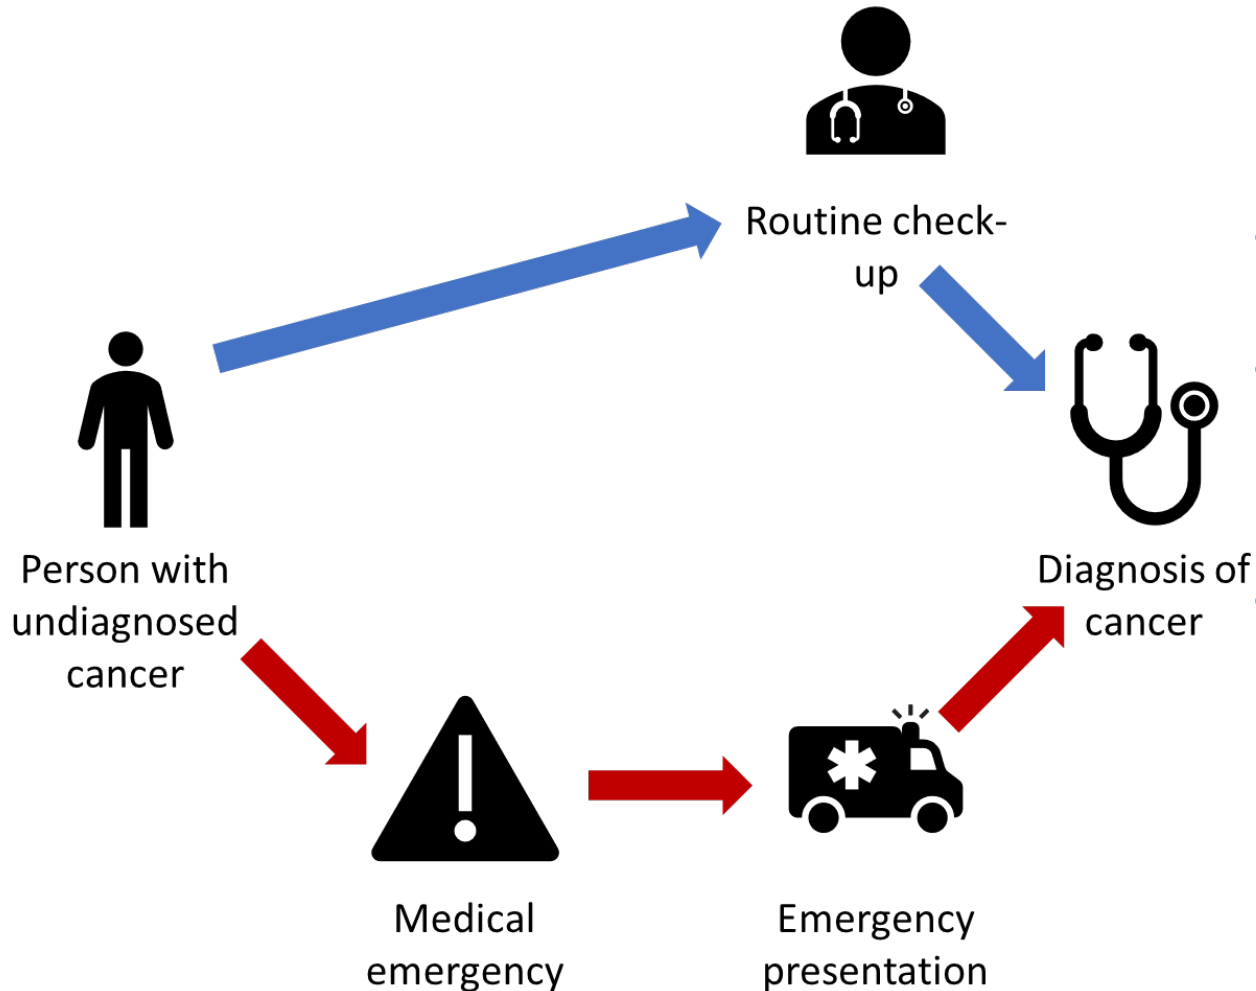 Routine check-
up
Person with
undiagnosed
cancer
Diagnosis of
cancer
Medical
emergency
Emergency
presentation